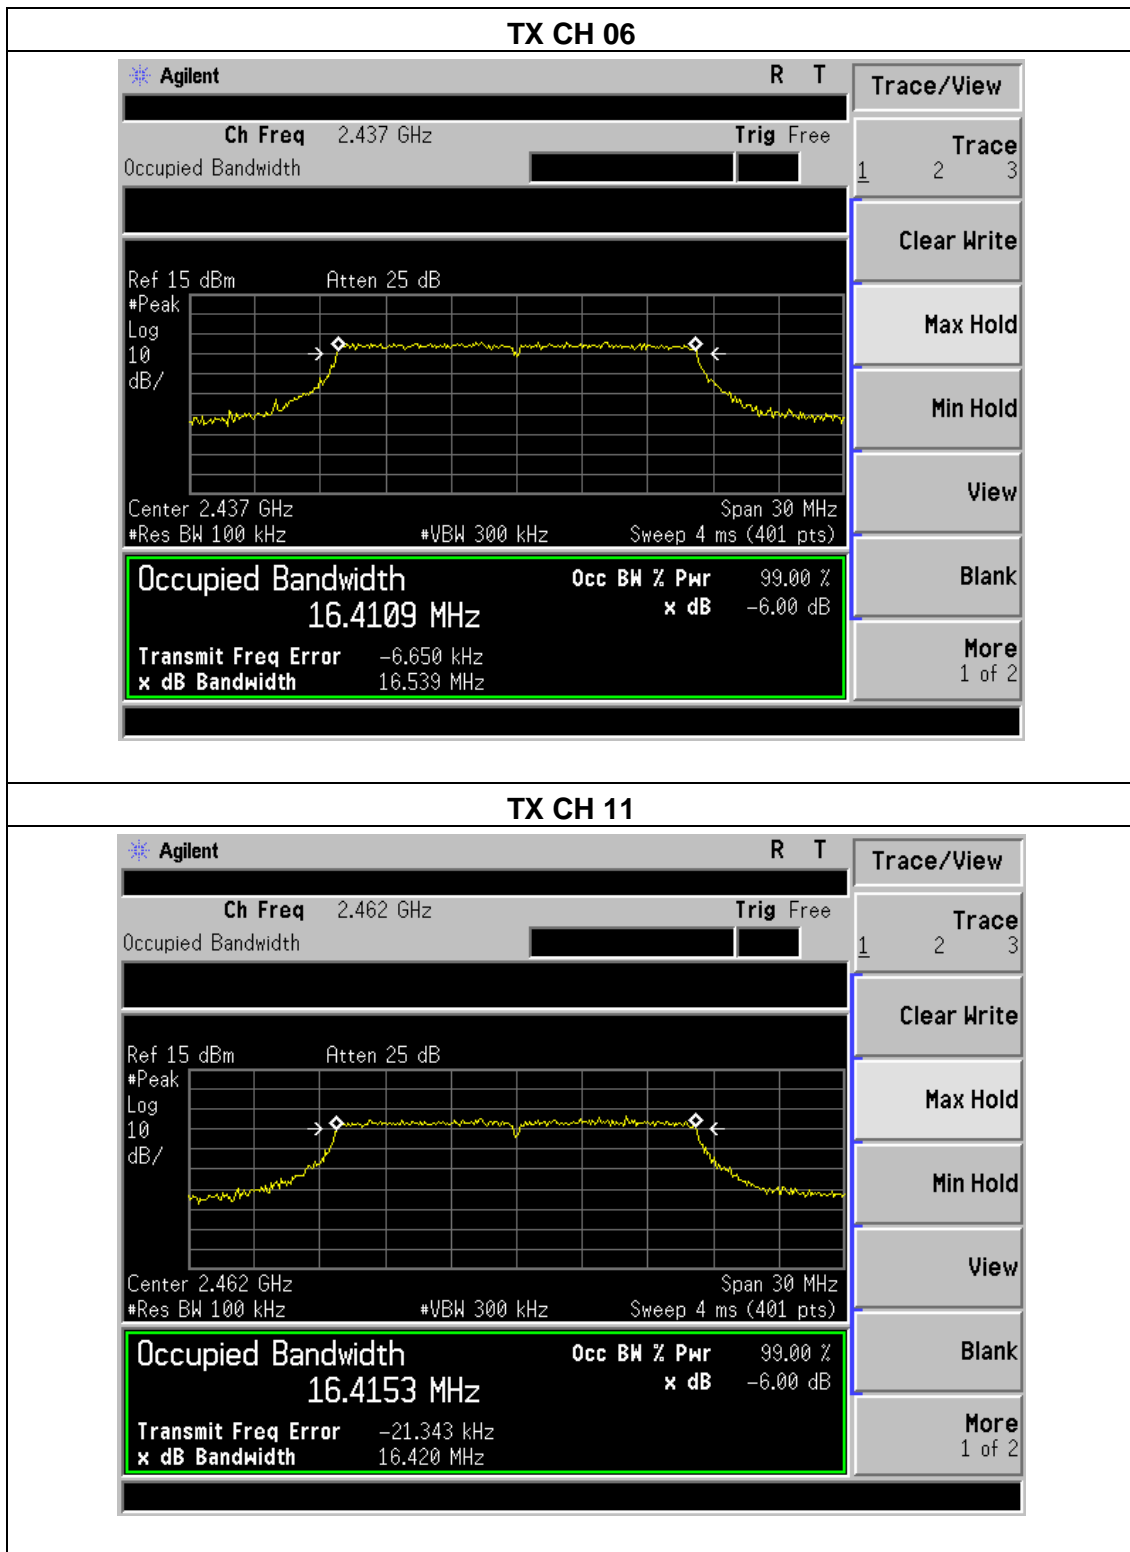 TX CH 06
Agilent R T Trace/View
Ch Freq 2.437 GHz Trig Free
Occupied Bandwidth
Trace
1 2 3
Clear Write
Max Hold
Min Hold
View
Blank
More
1 of 2
Ref 15 dBm Atten 25 dB
#Peak
Log
10
dB/
Center 2.437 GHz Span 30 MHz
#Res BW 100 kHz #VBW 300 kHz Sweep 4 ms (401 pts)
Occupied Bandwidth Occ BW % Pwr 99.00 %
16.4109 MHz x dB -6.00 dB
Transmit Freq Error -6.650 kHz
x dB Bandwidth 16.539 MHz
TX CH 11
Agilent R T Trace/View
Ch Freq 2.462 GHz Trig Free
Occupied Bandwidth
Trace
1 2 3
Clear Write
Max Hold
Min Hold
View
Blank
More
1 of 2
Ref 15 dBm Atten 25 dB
#Peak
Log
10
dB/
Center 2.462 GHz Span 30 MHz
#Res BW 100 kHz #VBW 300 kHz Sweep 4 ms (401 pts)
Occupied Bandwidth Occ BW % Pwr 99.00 %
16.4153 MHz x dB -6.00 dB
Transmit Freq Error -21.343 kHz
x dB Bandwidth 16.420 MHz